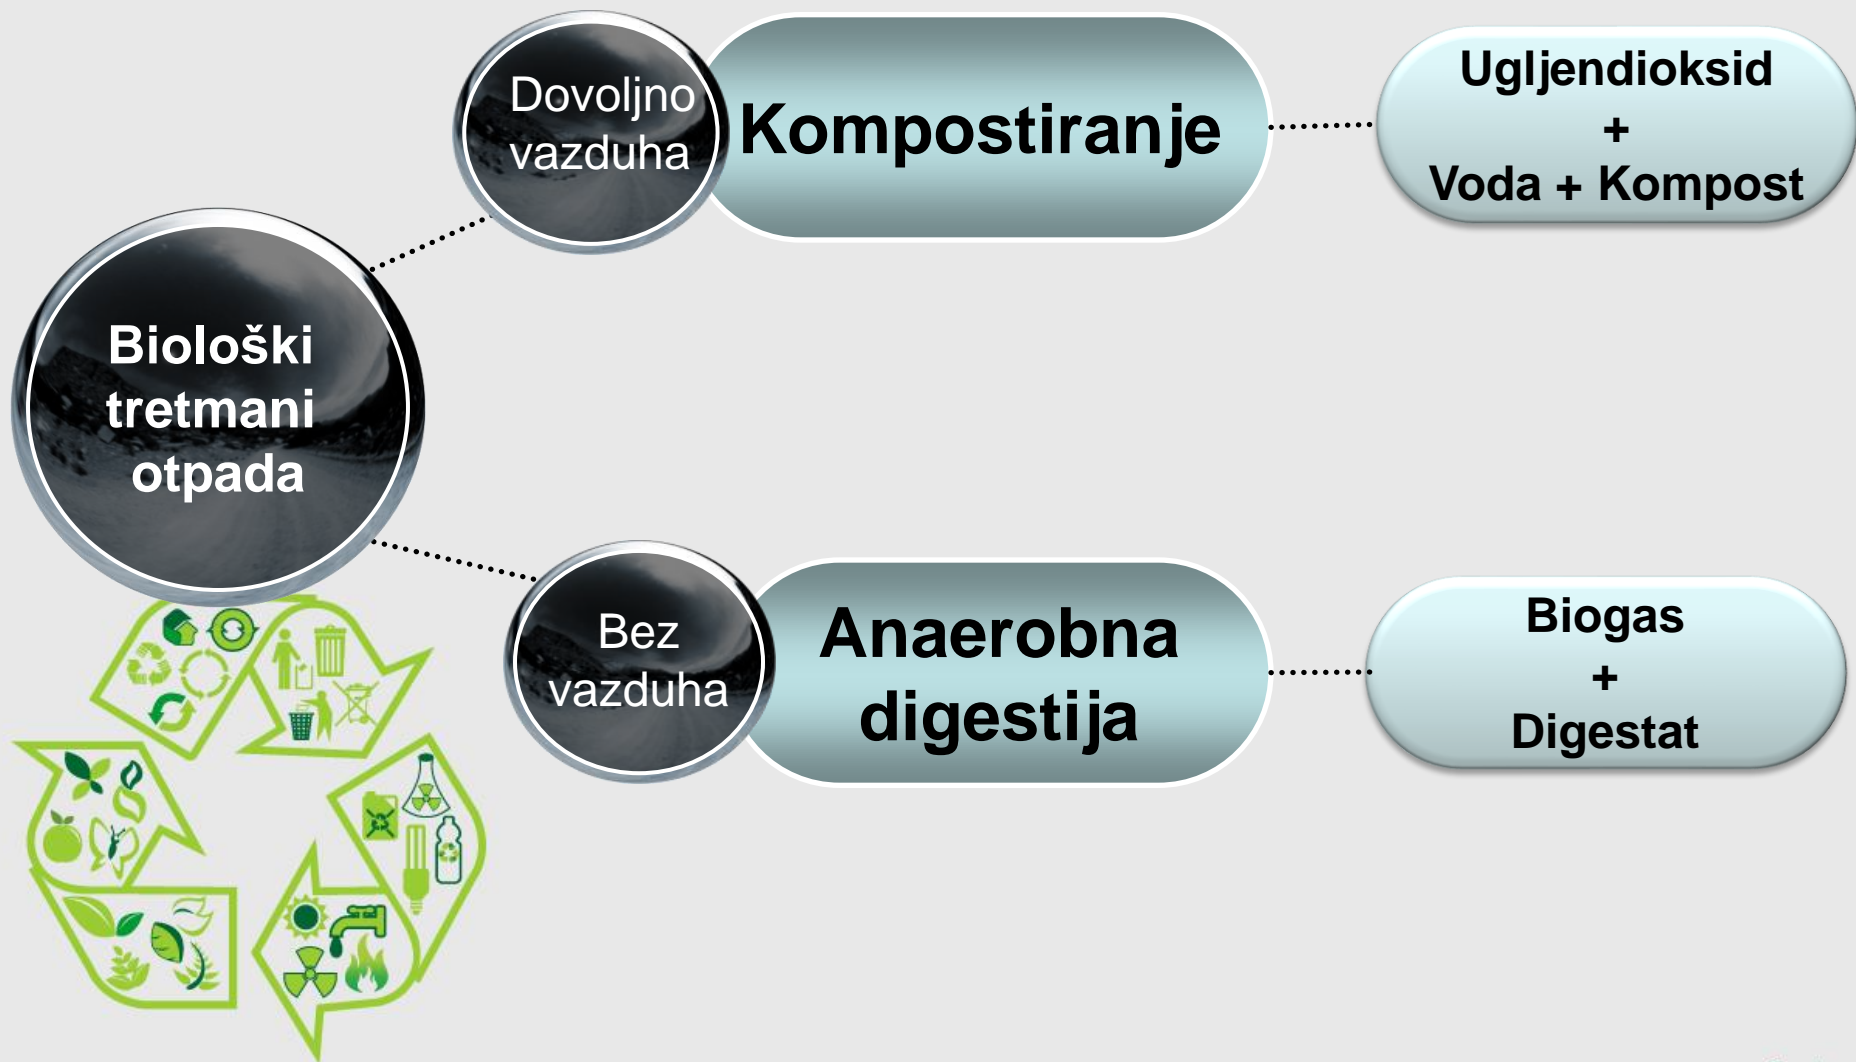 Dovoljno
vazduha
Kompostiranje
Ugljendioksid
+
Voda + Kompost
Biološki
tretmani
otpada
Bez
vazduha
Anaerobna
digestija
Biogas
+
Digestat